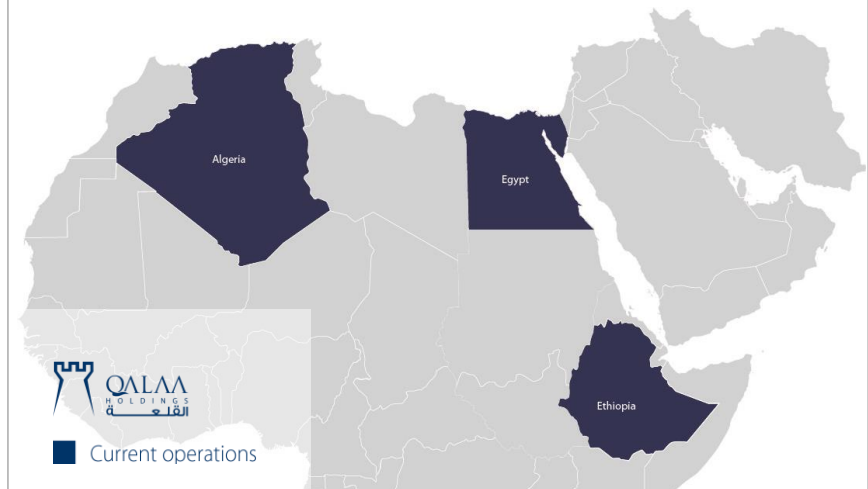 Algeria
Egypt
Ethiopia
QALAA
HOLDINGS
القلعة
Current operations